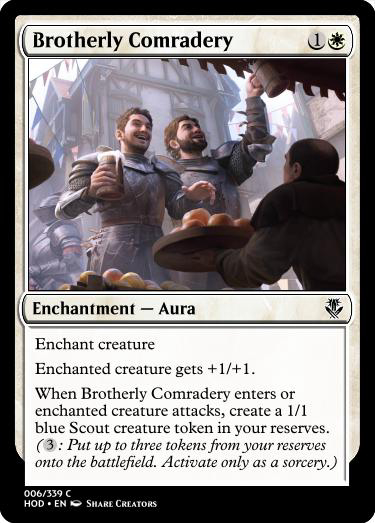 Brotherly Comradery 1
Enchantment — Aura
Enchant creature
Enchanted creature gets +1/+1.
When Brotherly Comradery enters or
enchanted creature attacks, create a 1/1
blue Scout creature token in your reserves.
(3: Put up to three tokens from your reserves
onto the battlefield. Activate only as a sorcery.)
006/339 C
HOD • EN Share Creators